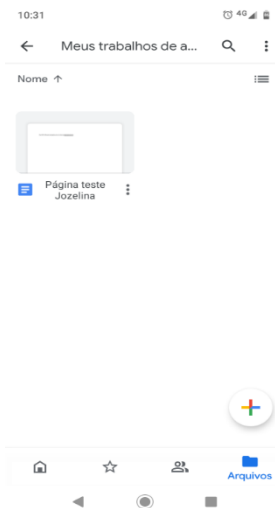 10:31
4G
Meus trabalhos de a...
Nome ↑
Página teste
Jozelina
Arquivos